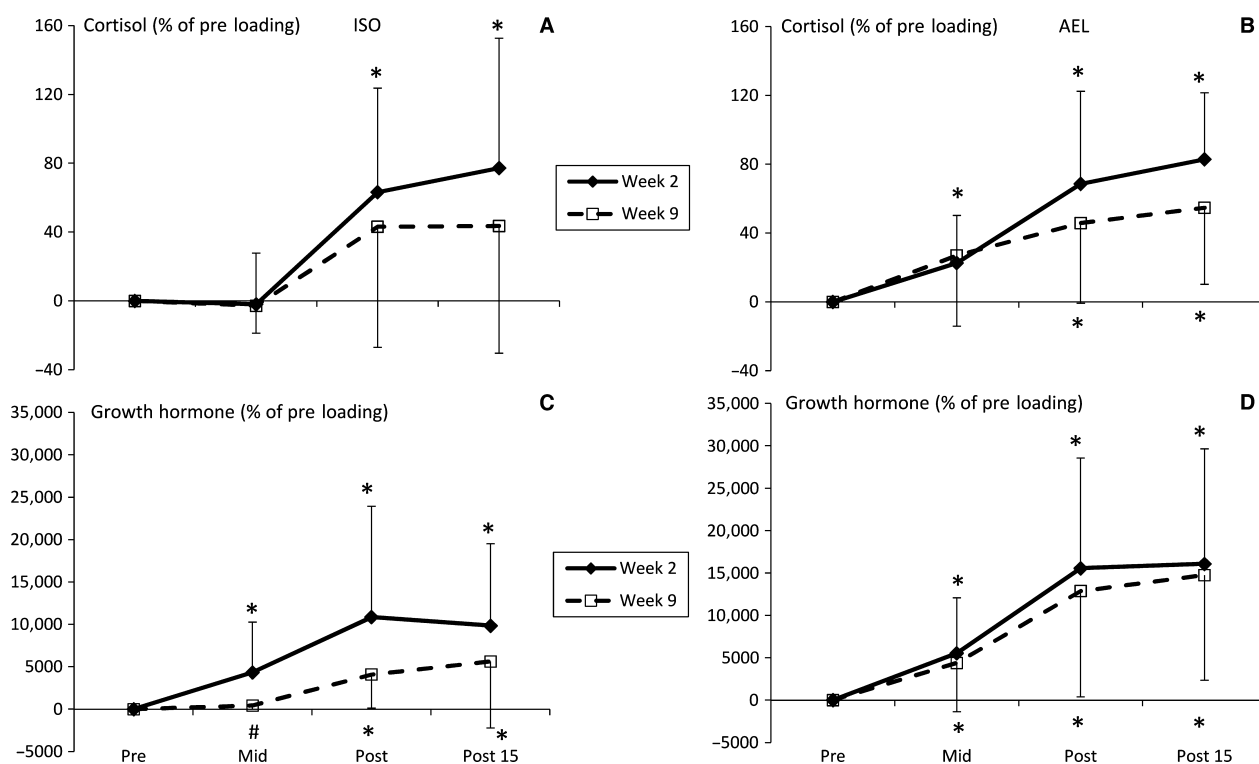 160 Cortisol (% of pre loading) ISO * A
*
120
80
40
0
−40
Week 2
Week 9
160 Cortisol (% of pre loading) AEL B
* *
120
80
*
40
0
* *
−40
35,000 Growth hormone (% of pre loading) C
30,000
25,000
*
20,000
*
15,000
10,000
*
5000
0
# * *
−5000
Pre Mid Post Post 15
Week 2
Week 9
35,000 Growth hormone (% of pre loading) D
* *
30,000
25,000
20,000
15,000
*
10,000
5000
0
* * *
−5000
Pre Mid Post Post 15